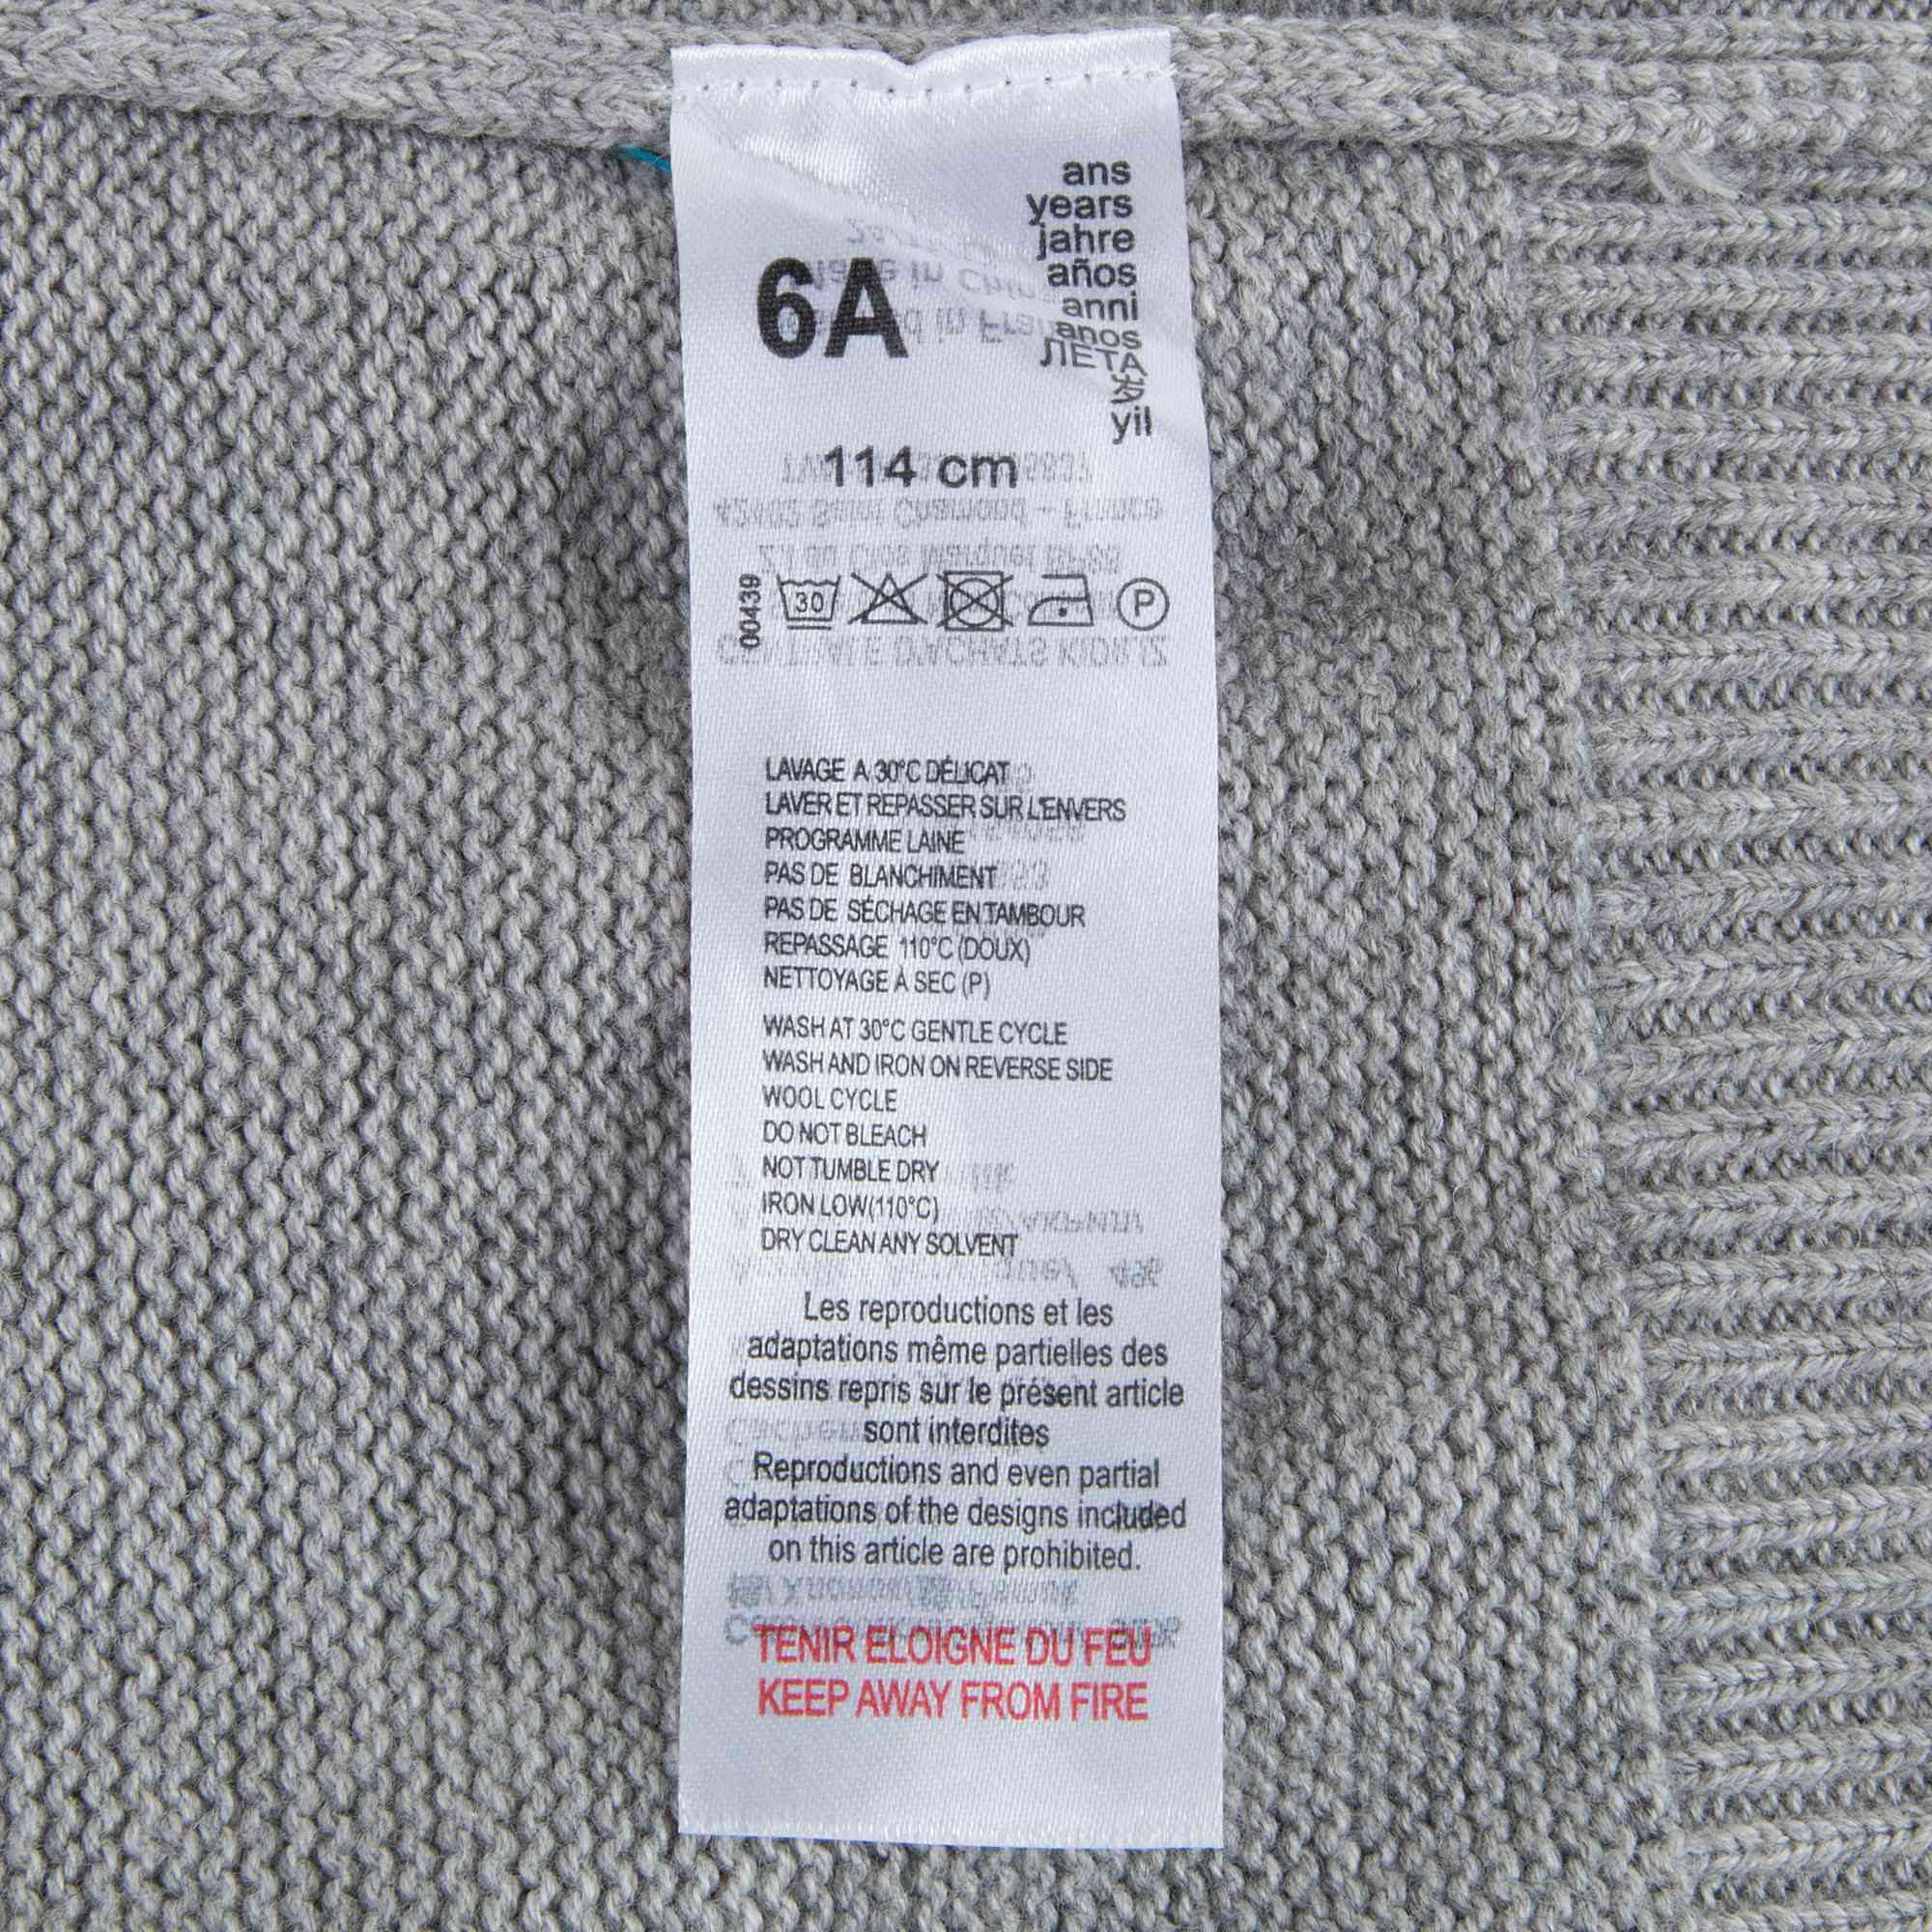 ans
years
jahre
años
anni
anos
ЛЕТА
岁
yil
6A
114 cm
00439
30
P
LAVAGE A 30°C DÉLICAT
LAVER ET REPASSER SUR L'ENVERS
PROGRAMME LAINE
PAS DE BLANCHIMENT
PAS DE SÉCHAGE EN TAMBOUR
REPASSAGE 110°C (DOUX)
NETTOYAGE À SEC (P)
WASH AT 30°C GENTLE CYCLE
WASH AND IRON ON REVERSE SIDE
WOOL CYCLE
DO NOT BLEACH
NOT TUMBLE DRY
IRON LOW(110°C)
DRY CLEAN ANY SOLVENT
Les reproductions et les
adaptations même partielles des
dessins repris sur le présent article
sont interdites
Reproductions and even partial
adaptations of the designs included
on this article are prohibited.
TENIR ELOIGNE DU FEU
KEEP AWAY FROM FIRE